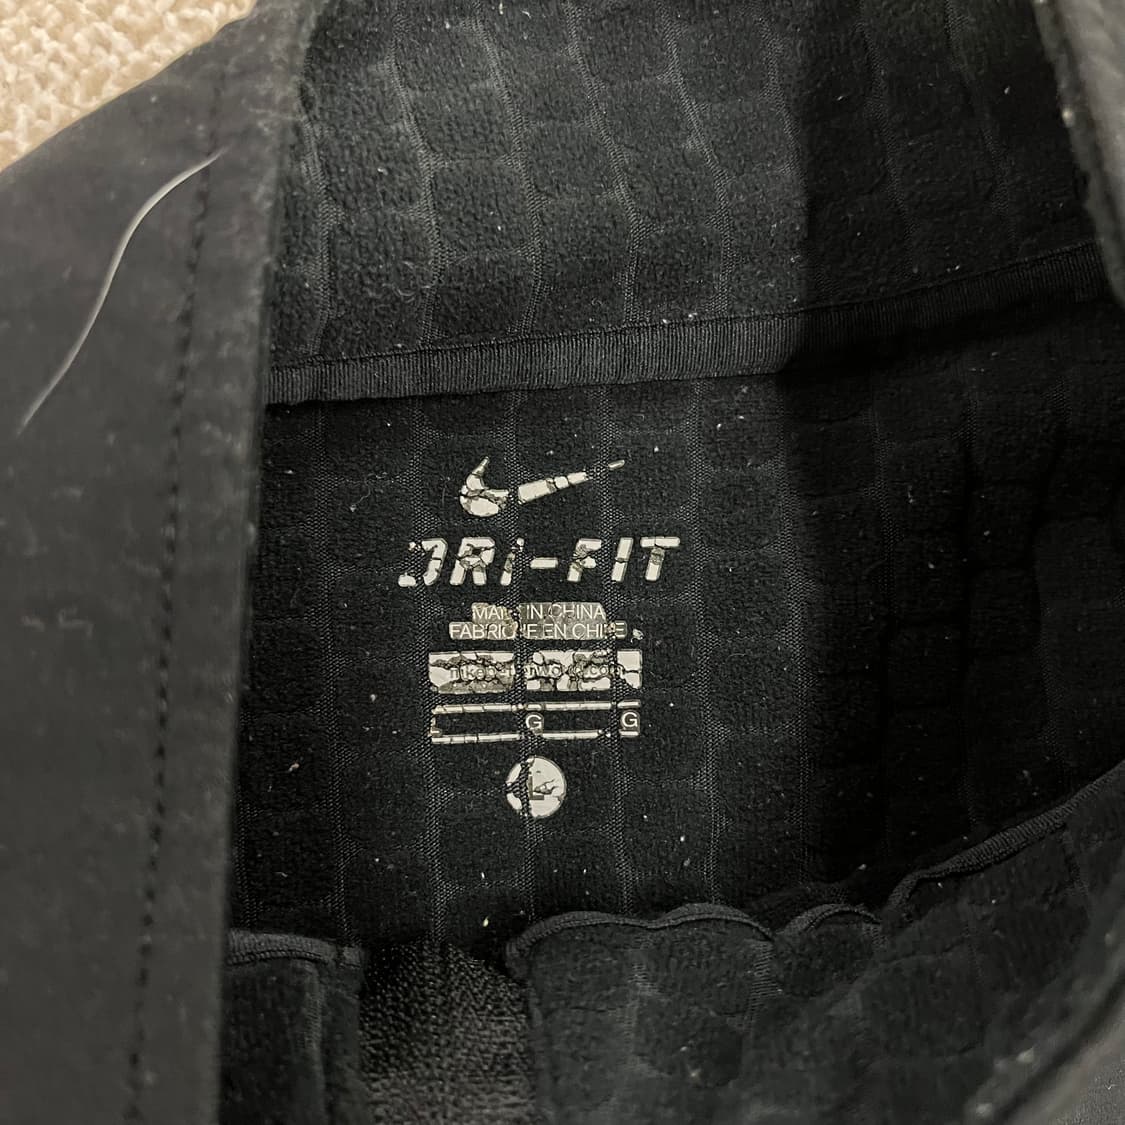 DRI-FIT
MADE IN CHINA
FABRIQUÉ EN CHINE
L G G
L